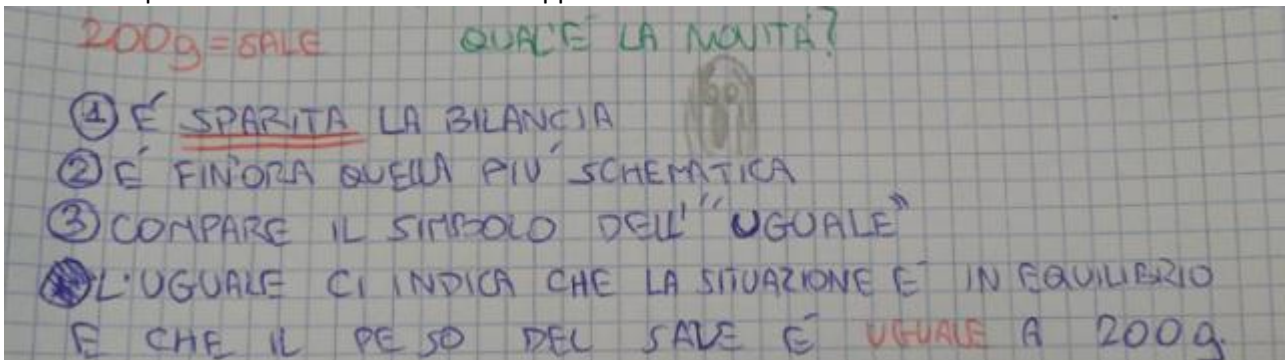 200g = SALE QUAL'È LA NOVITÀ?
① È SPARITA LA BILANCIA
② È FIN'ORA QUELLA PIÙ SCHEMATICA
③ COMPARE IL SIMBOLO DELL' "UGUALE"
L'UGUALE CI INDICA CHE LA SITUAZIONE È IN EQUILIBRIO
E CHE IL PESO DEL SALE È UGUALE A 200g.